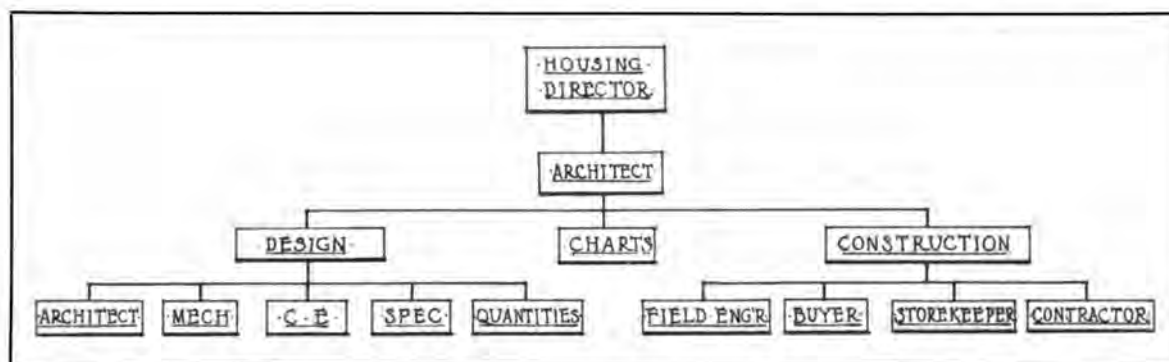 HOUSING
DIRECTOR
ARCHITECT
DESIGN
CHARTS
CONSTRUCTION
ARCHITECT
MECH
C-E
SPEC
QUANTITIES
FIELD ENG'R
BUYER
STOREKEEPER
CONTRACTOR